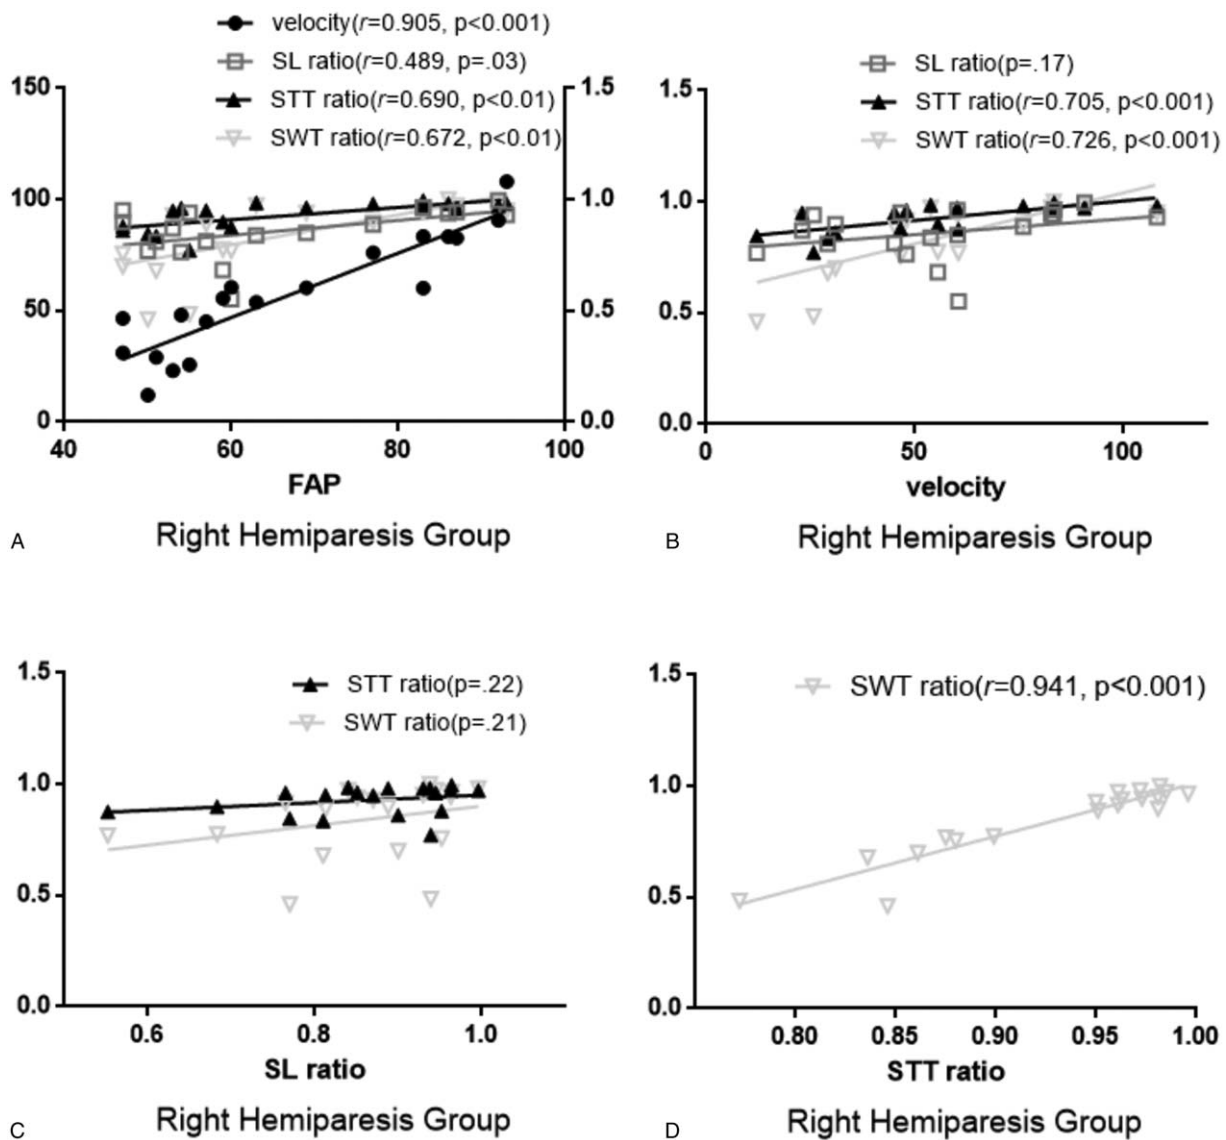 velocity(r=0.905, p<0.001)
SL ratio(r=0.489, p=.03)
STT ratio(r=0.690, p<0.01)
SWT ratio(r=0.672, p<0.01)
150
100
50
0
1.5
1.0
0.5
0.0
40
60
80
100
FAP
Right Hemiparesis Group
A
SL ratio(p=.17)
STT ratio(r=0.705, p<0.001)
SWT ratio(r=0.726, p<0.001)
1.5
1.0
0.5
0.0
0
50
100
velocity
Right Hemiparesis Group
B
STT ratio(p=.22)
SWT ratio(p=.21)
1.5
1.0
0.5
0.0
0.6
0.8
1.0
SL ratio
Right Hemiparesis Group
C
SWT ratio(r=0.941, p<0.001)
1.5
1.0
0.5
0.0
0.80
0.85
0.90
0.95
1.00
STT ratio
Right Hemiparesis Group
D